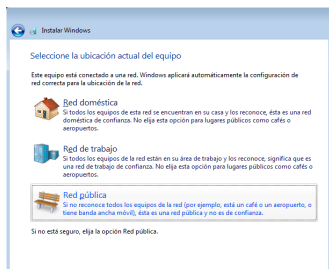 Instalar Windows
Seleccione la ubicación actual del equipo
Este equipo está conectado a una red. Windows aplicará automáticamente la configuración de
red correcta para la ubicación de la red.
Red doméstica
Si todos los equipos de esta red se encuentran en su casa y los reconoce, ésta es una red
doméstica de confianza. No elija esta opción para lugares públicos como cafés o
aeropuertos.
Red de trabajo
Si todos los equipos de la red están en su área de trabajo y los reconoce, significa que es
una red de trabajo de confianza. No elija esta opción para lugares públicos como cafés o
aeropuertos.
Red pública
Si no reconoce todos los equipos de la red (por ejemplo, está en un café o un aeropuerto, o
tiene banda ancha móvil), ésta es una red pública y no es de confianza.
Si no está seguro, elija la opción Red pública.